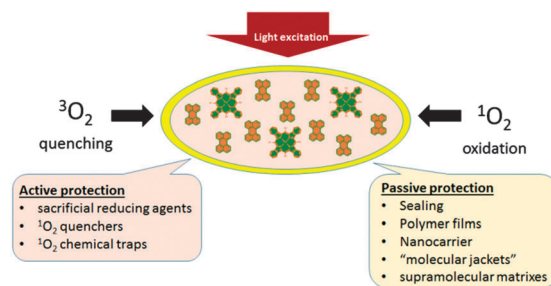 Light excitation
³O₂
quenching
¹O₂
oxidation
Active protection
• sacrificial reducing agents
• ¹O₂ quenchers
• ¹O₂ chemical traps
Passive protection
• Sealing
• Polymer films
• Nanocarrier
• “molecular jackets”
• supramolecular matrixes